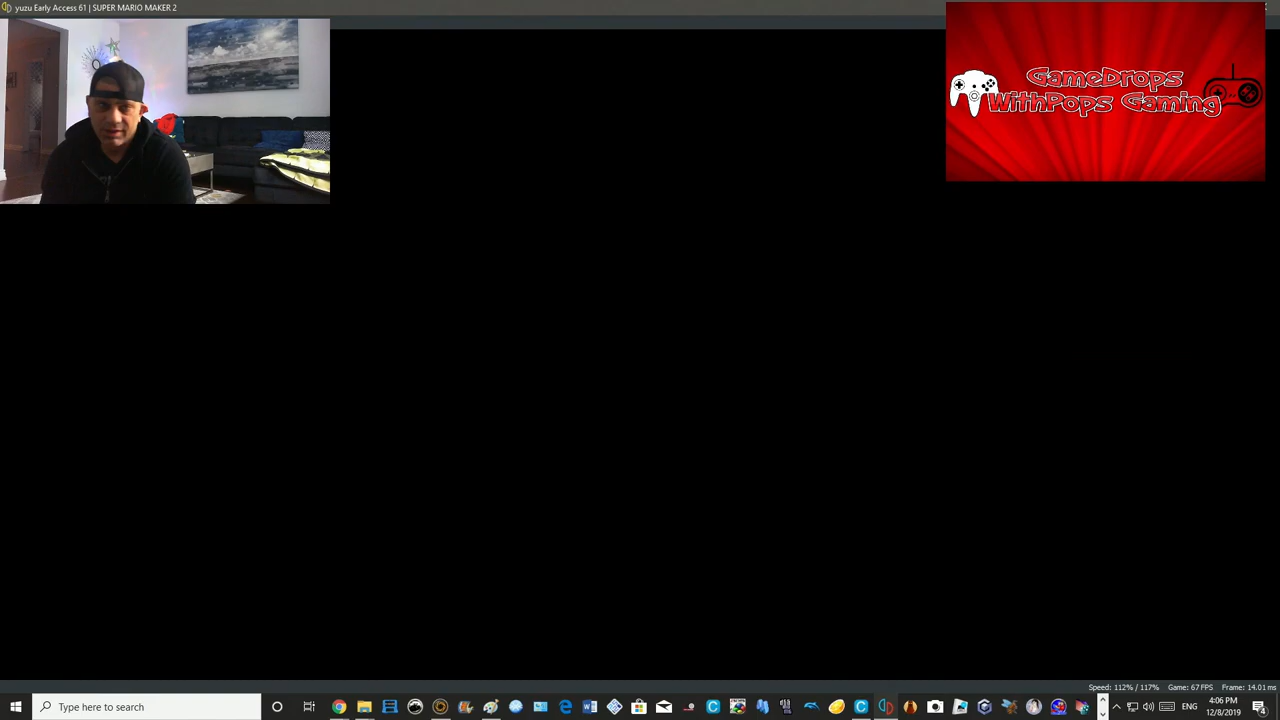 yuzu Early Access 61 | SUPER MARIO MAKER 2
GameDrops
WithPops Gaming
Speed: 112% / 117% Game: 67 FPS Frame: 14.01 ms
Type here to search
ENG
4:06 PM
12/8/2019
4